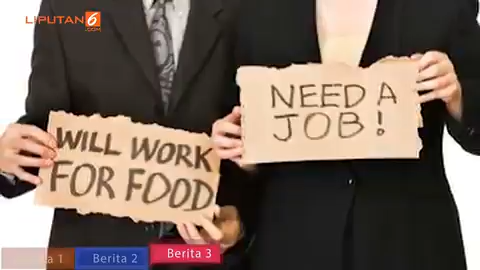 LIPUTAN6
.COM
WILL WORK
FOR FOOD
NEED A
JOB!
Berita 2
Berita 3